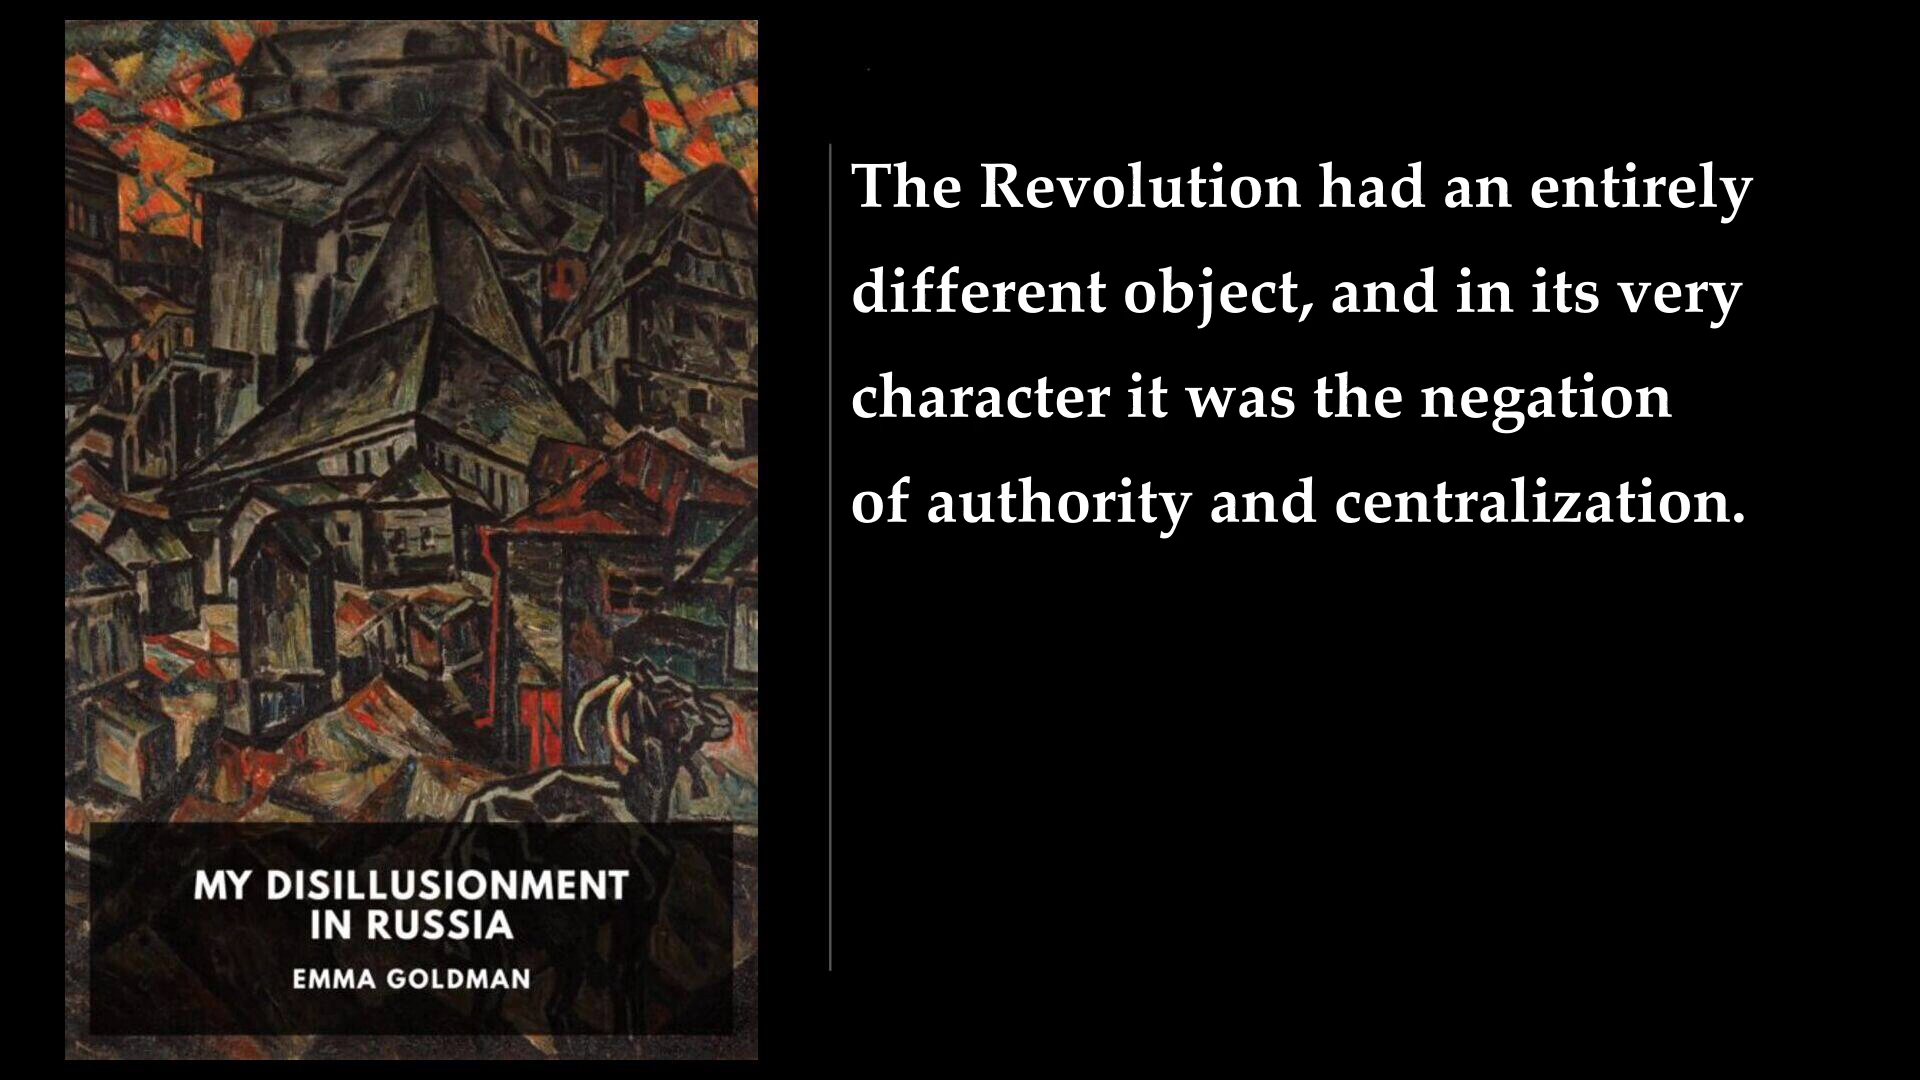 The Revolution had an entirely
different object, and in its very
character it was the negation
of authority and centralization.
MY DISILLUSIONMENT
IN RUSSIA
EMMA GOLDMAN